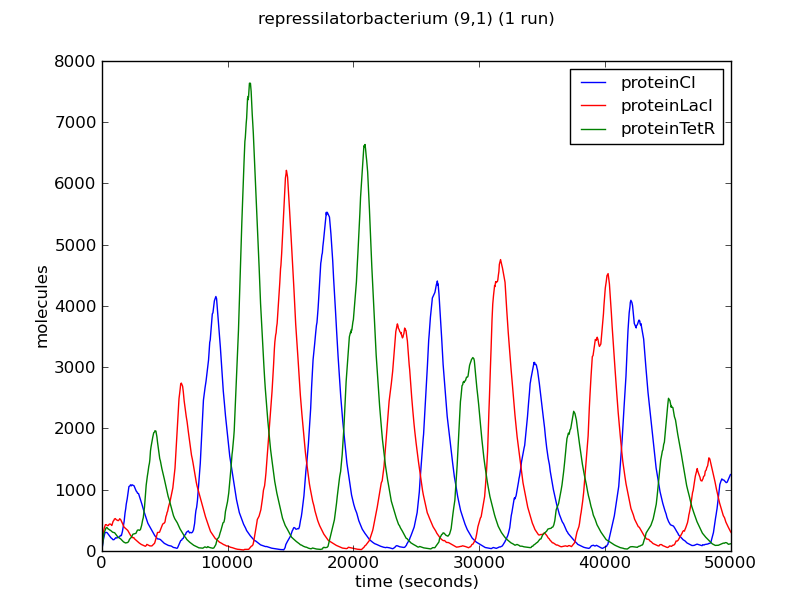 repressilatorbacterium (9,1) (1 run)
8000
7000
6000
5000
4000
3000
2000
1000
0
molecules
proteinCI
proteinLacI
proteinTetR
0 10000 20000 30000 40000 50000
time (seconds)